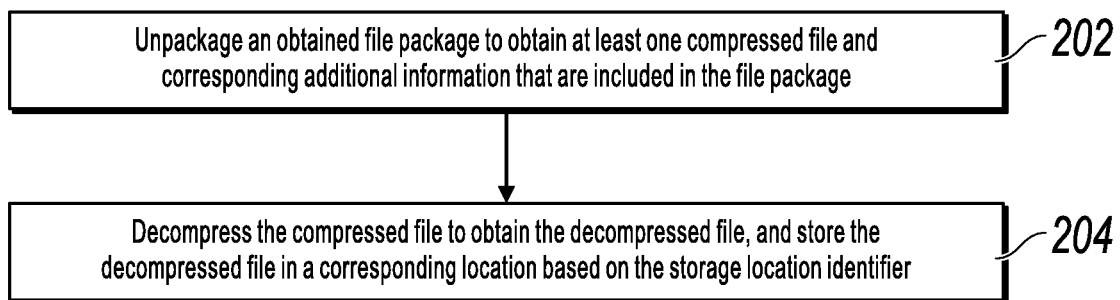 Unpackage an obtained file package to obtain at least one compressed file and
corresponding additional information that are included in the file package
202
Decompress the compressed file to obtain the decompressed file, and store the
decompressed file in a corresponding location based on the storage location identifier
204